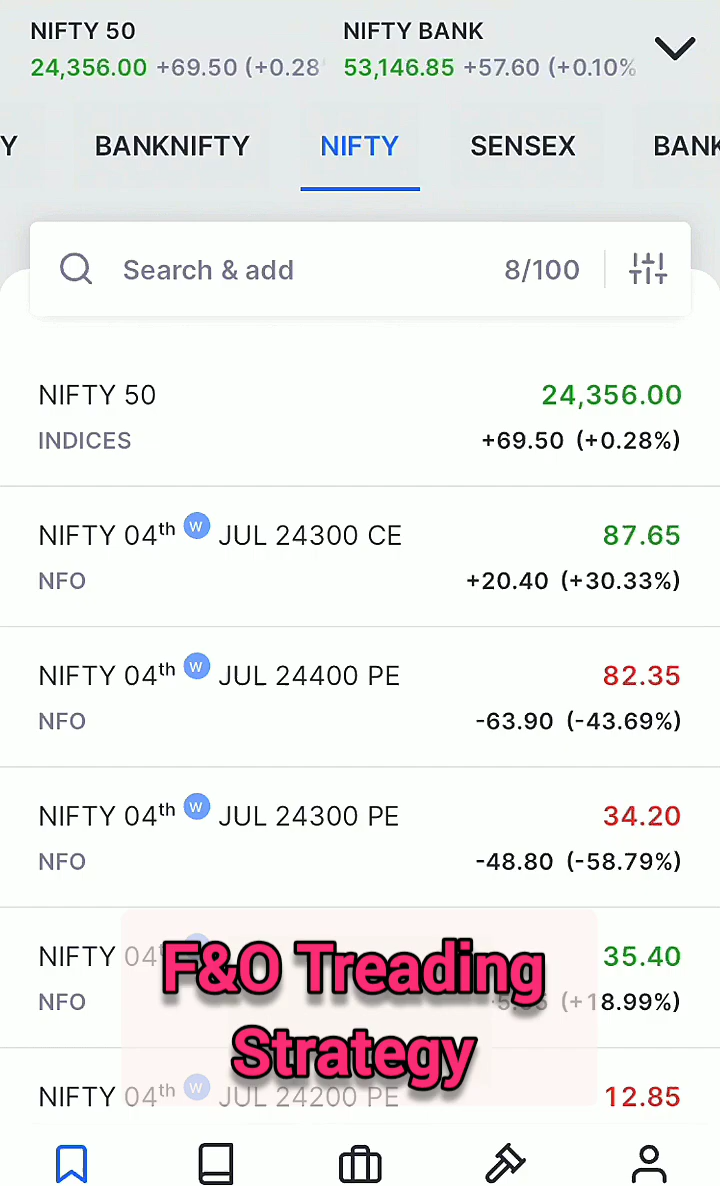 NIFTY 50 NIFTY BANK
24,356.00 +69.50 (+0.28 53,146.85 +57.60 (+0.10%
Y BANKNIFTY NIFTY SENSEX BANK
Search & add 8/100
NIFTY 50 24,356.00
INDICES +69.50 (+0.28%)
NIFTY 04th W JUL 24300 CE 87.65
NFO +20.40 (+30.33%)
NIFTY 04th W JUL 24400 PE 82.35
NFO -63.90 (-43.69%)
NIFTY 04th W JUL 24300 PE 34.20
NFO -48.80 (-58.79%)
NIFTY 04 35.40
NFO (+18.99%)
F&O Treading
Strategy
NIFTY 04th W JUL 24200 PE 12.85